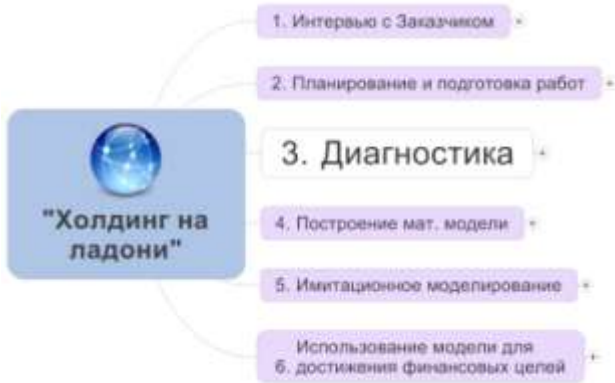 1. Интервью с Заказчиком
2. Планирование и подготовка работ
3. Диагностика
"Холдинг на
ладони"
4. Построение мат. модели
5. Имитационное моделирование
Использование модели для
6. достижения финансовых целей